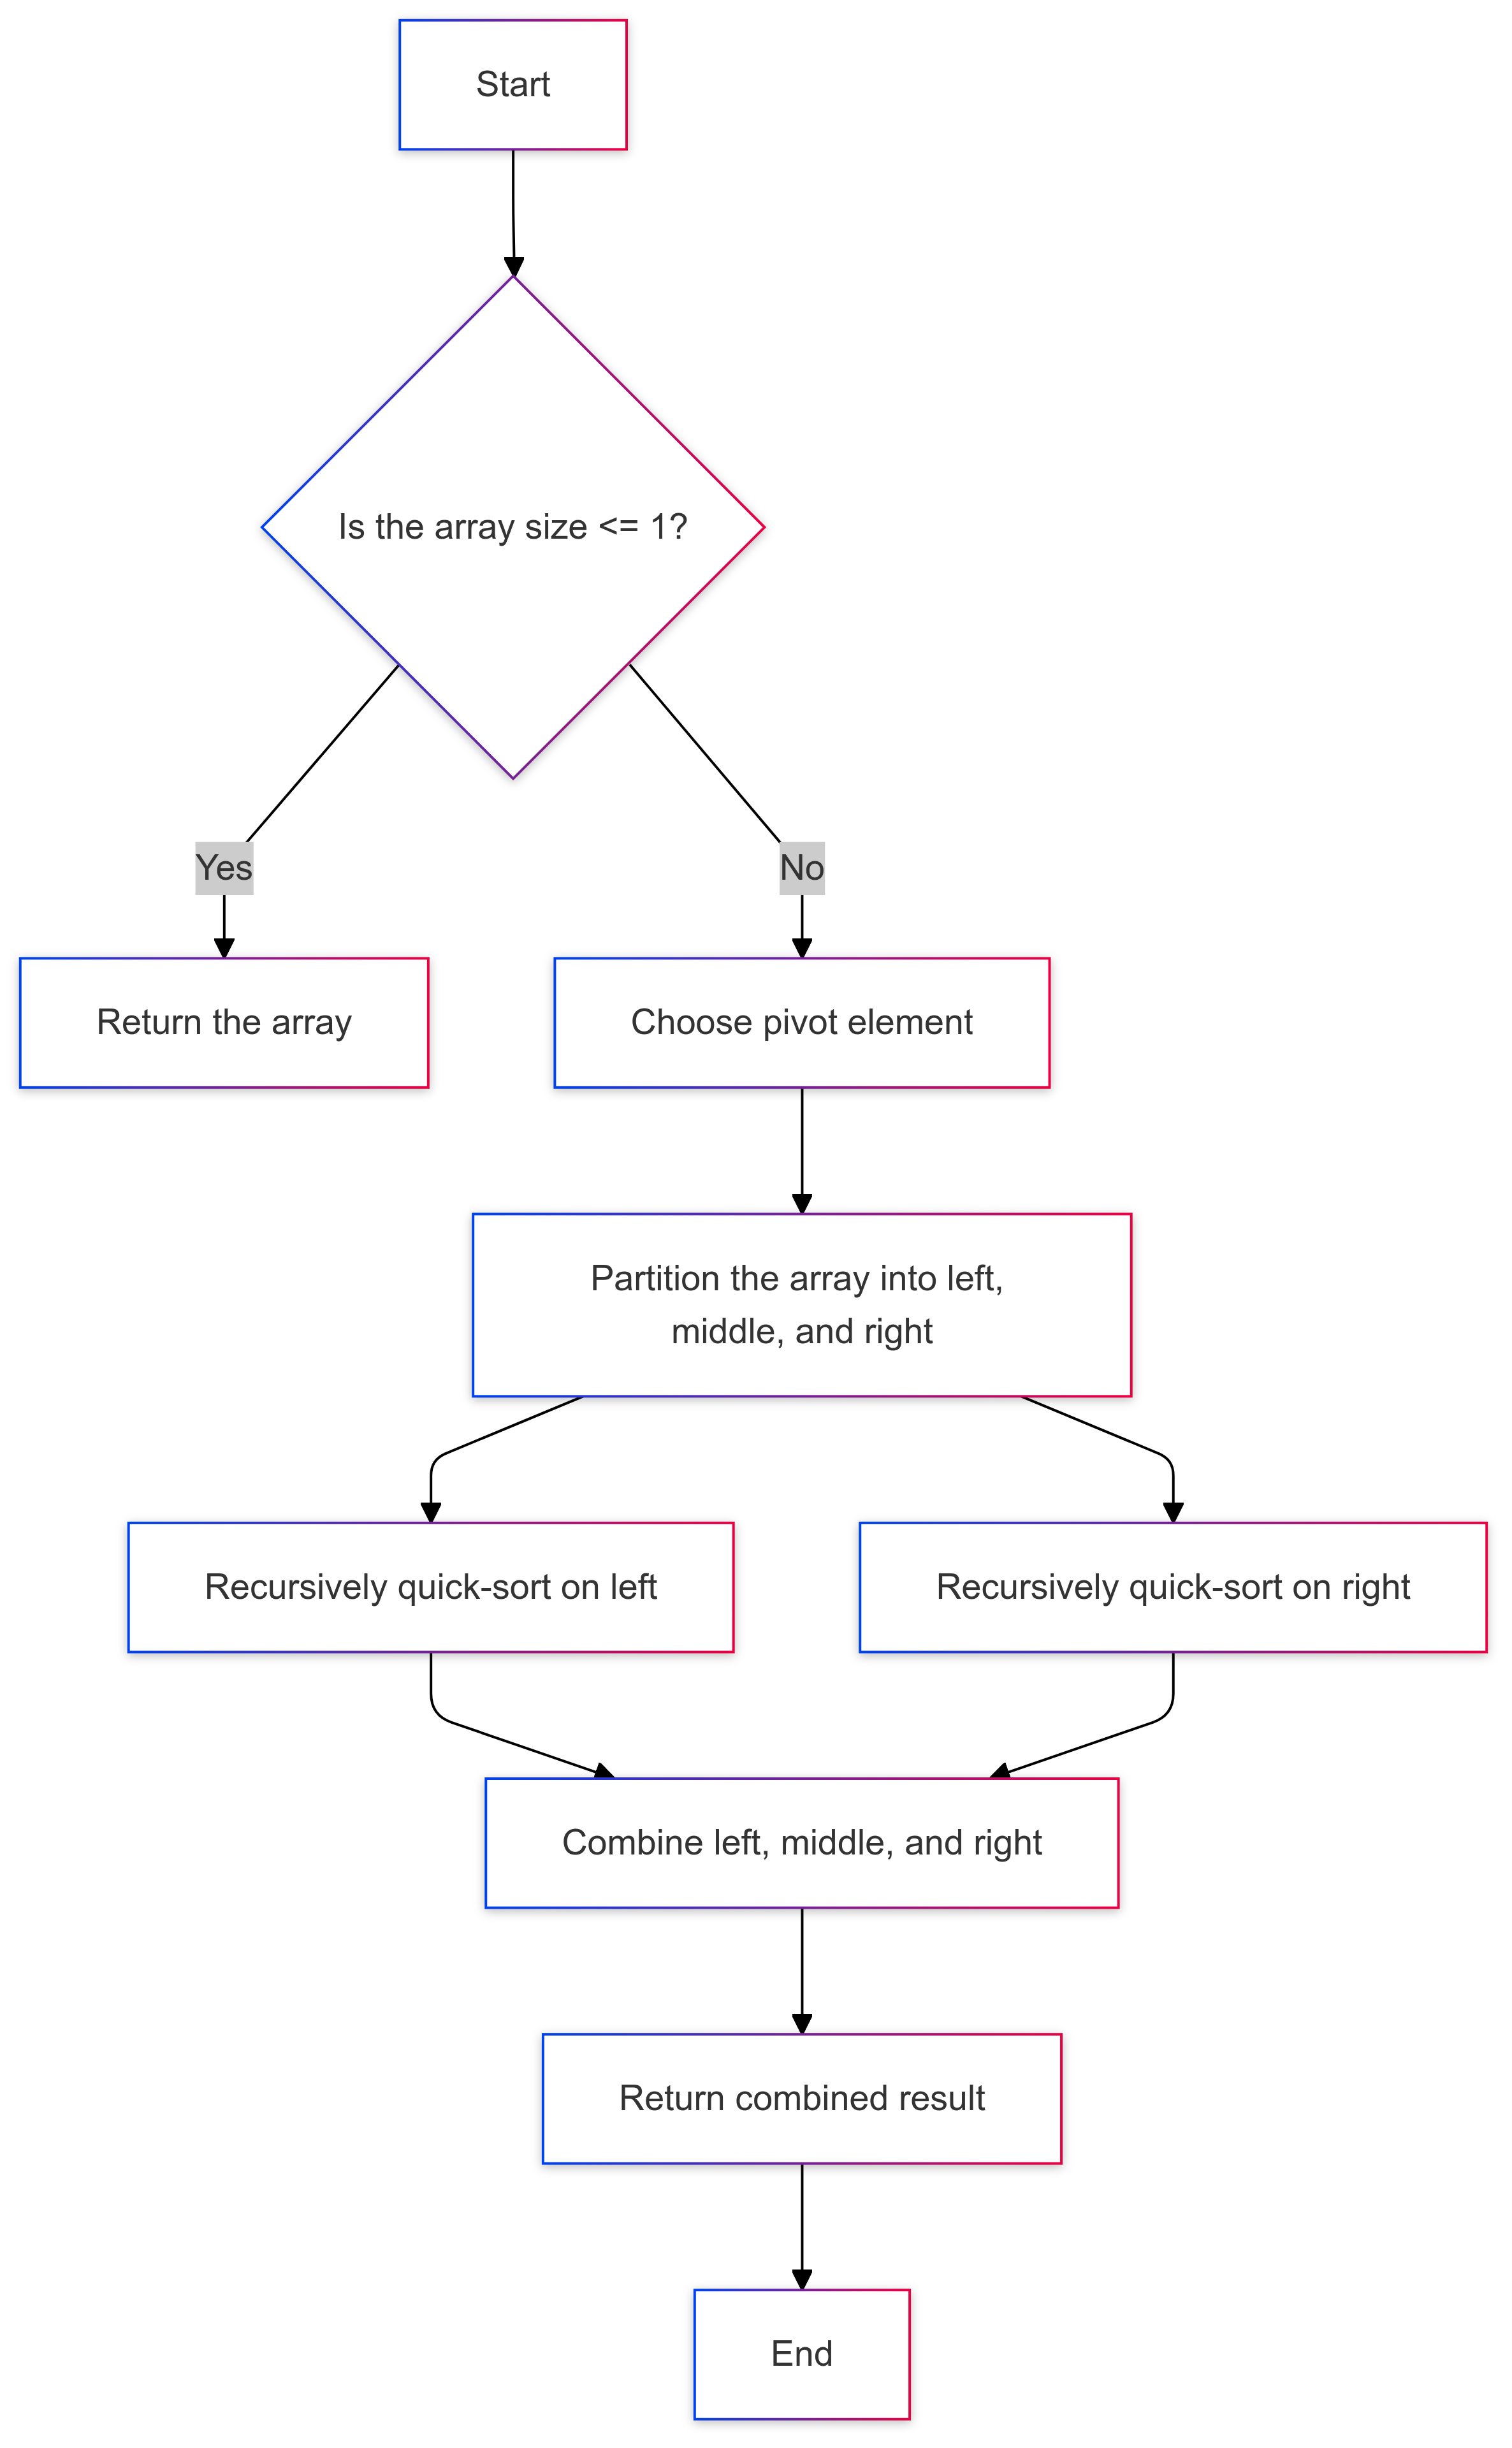 Start
Is the array size <= 1?
Yes
No
Return the array
Choose pivot element
Partition the array into left,
middle, and right
Recursively quick-sort on left
Recursively quick-sort on right
Combine left, middle, and right
Return combined result
End